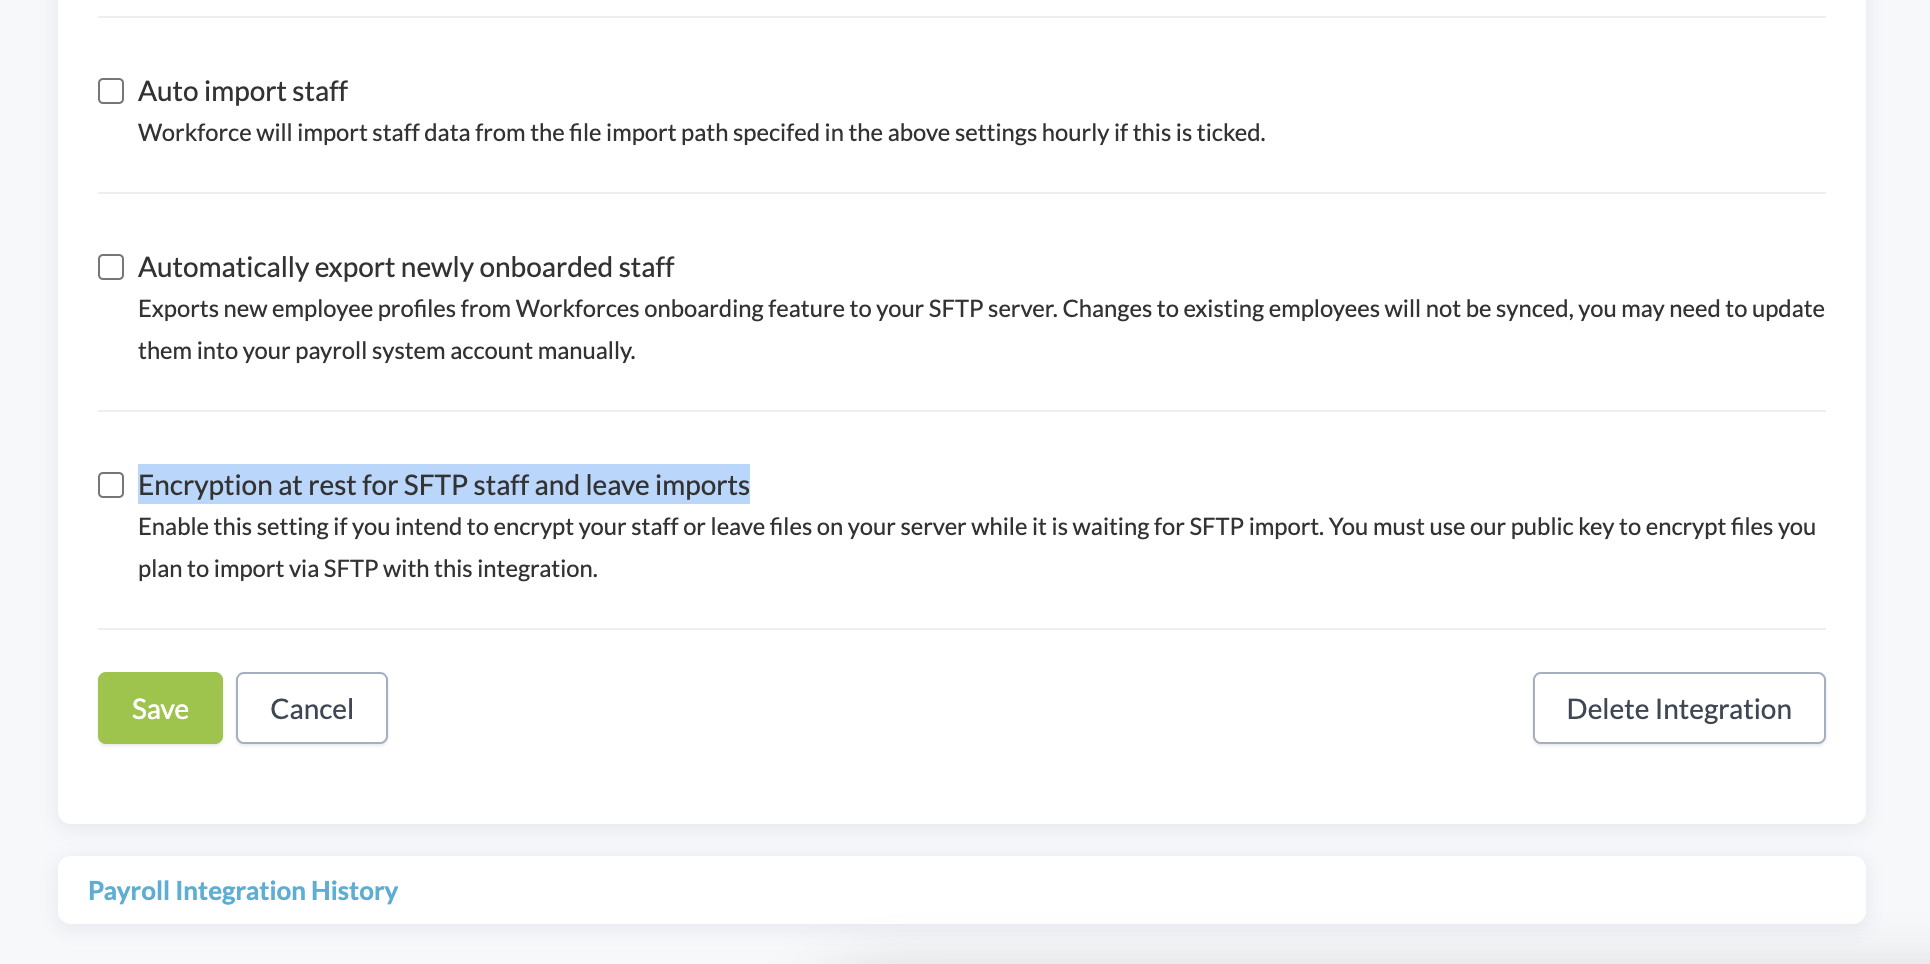 Auto import staff
Workforce will import staff data from the file import path specifed in the above settings hourly if this is ticked.
Automatically export newly onboarded staff
Exports new employee profiles from Workforces onboarding feature to your SFTP server. Changes to existing employees will not be synced, you may need to update
them into your payroll system account manually.
Encryption at rest for SFTP staff and leave imports
Enable this setting if you intend to encrypt your staff or leave files on your server while it is waiting for SFTP import. You must use our public key to encrypt files you
plan to import via SFTP with this integration.
Save Cancel Delete Integration
Payroll Integration History